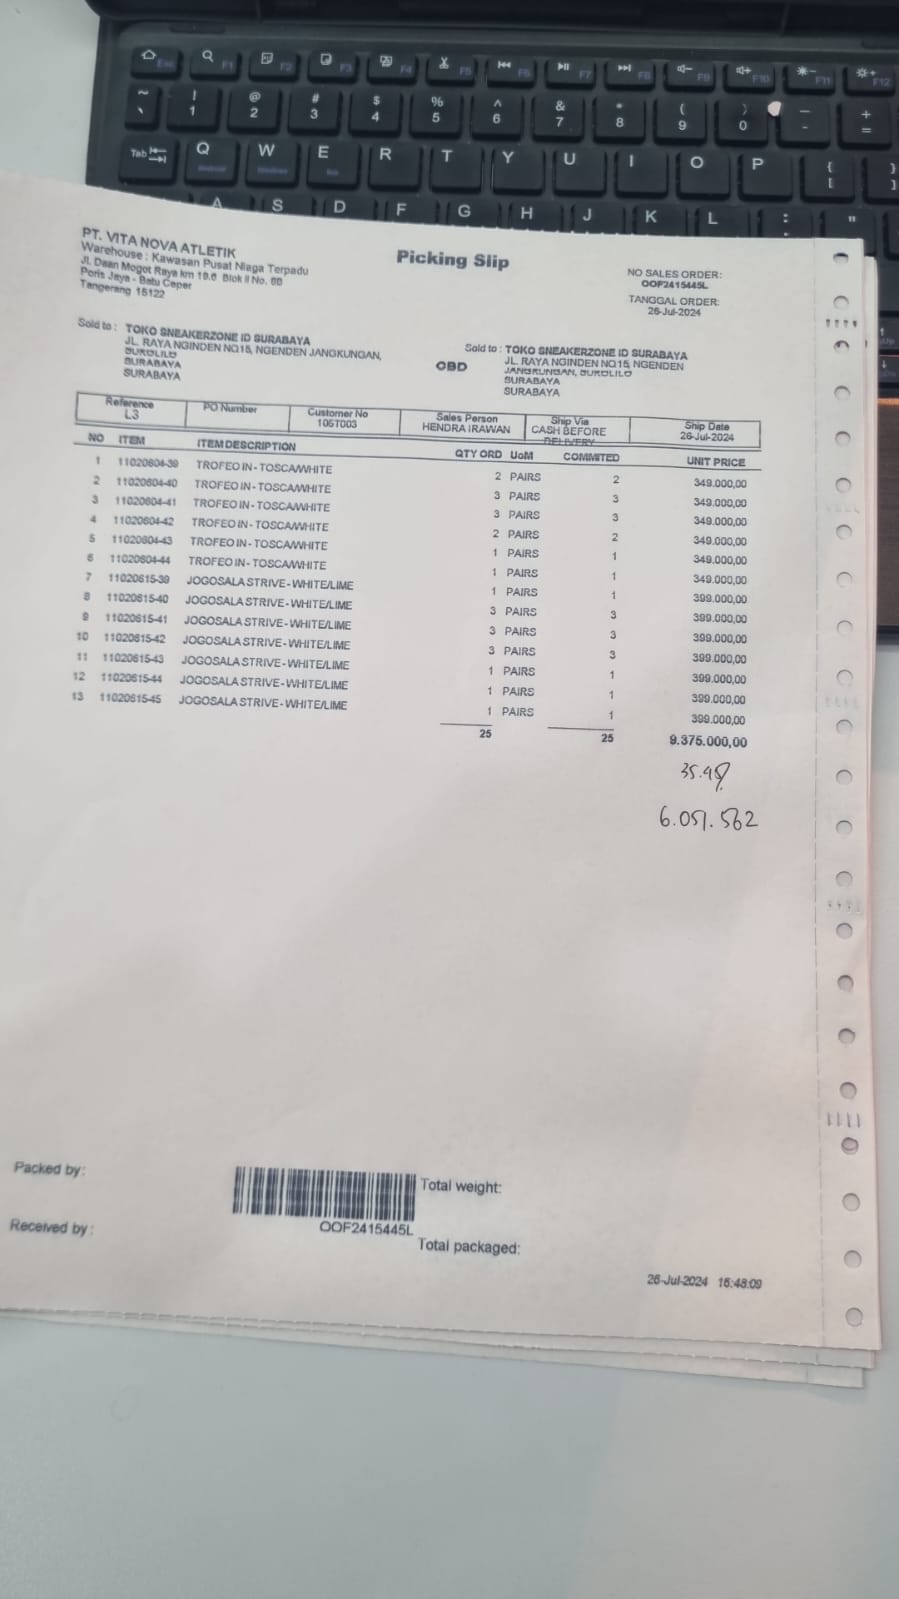 PT. VITA NOVA ATLETIK
Warehouse : Kawasan Pusat Niaga Terpadu
Jl. Daan Mogot Raya km 19.6 Blok II No. 6B
Poris Jaya - Batu Ceper
Tangerang 15122
Picking Slip
NO SALES ORDER:
OOF2415445L
TANGGAL ORDER:
26-Jul-2024
Sold to : TOKO SNEAKERZONE ID SURABAYA
JL. RAYA NGINDEN NO15, NGENDEN JANGKUNGAN,
SUKOLILO
SURABAYA
SURABAYA
OBD
Sold to : TOKO SNEAKERZONE ID SURABAYA
JL. RAYA NGINDEN NO15, NGENDEN
JANGKUNGAN, SUKOLILO
SURABAYA
SURABAYA
Reference PO Number Customer No Sales Person Ship Via Ship Date
L3 106T003 HENDRA IRAWAN CASH BEFORE DELIVERY 26-Jul-2024
NO ITEM ITEM DESCRIPTION QTY ORD UoM COMMITED UNIT PRICE
1 11020604-39 TROFEO IN - TOSCA/WHITE 2 PAIRS 2 349.000,00
2 11020604-40 TROFEO IN - TOSCA/WHITE 3 PAIRS 3 349.000,00
3 11020604-41 TROFEO IN - TOSCA/WHITE 3 PAIRS 3 349.000,00
4 11020604-42 TROFEO IN - TOSCA/WHITE 2 PAIRS 2 349.000,00
5 11020604-43 TROFEO IN - TOSCA/WHITE 1 PAIRS 1 349.000,00
6 11020604-44 TROFEO IN - TOSCA/WHITE 1 PAIRS 1 349.000,00
7 11020615-39 JOGOSALA STRIVE - WHITE/LIME 1 PAIRS 1 399.000,00
8 11020615-40 JOGOSALA STRIVE - WHITE/LIME 3 PAIRS 3 399.000,00
9 11020615-41 JOGOSALA STRIVE - WHITE/LIME 3 PAIRS 3 399.000,00
10 11020615-42 JOGOSALA STRIVE - WHITE/LIME 3 PAIRS 3 399.000,00
11 11020615-43 JOGOSALA STRIVE - WHITE/LIME 1 PAIRS 1 399.000,00
12 11020615-44 JOGOSALA STRIVE - WHITE/LIME 1 PAIRS 1 399.000,00
13 11020615-45 JOGOSALA STRIVE - WHITE/LIME 1 PAIRS 1 399.000,00
25 25 9.375.000,00
6.051.562
Packed by:
Total weight:
Received by:
OOF2415445L
Total packaged:
26-Jul-2024 16:48:09